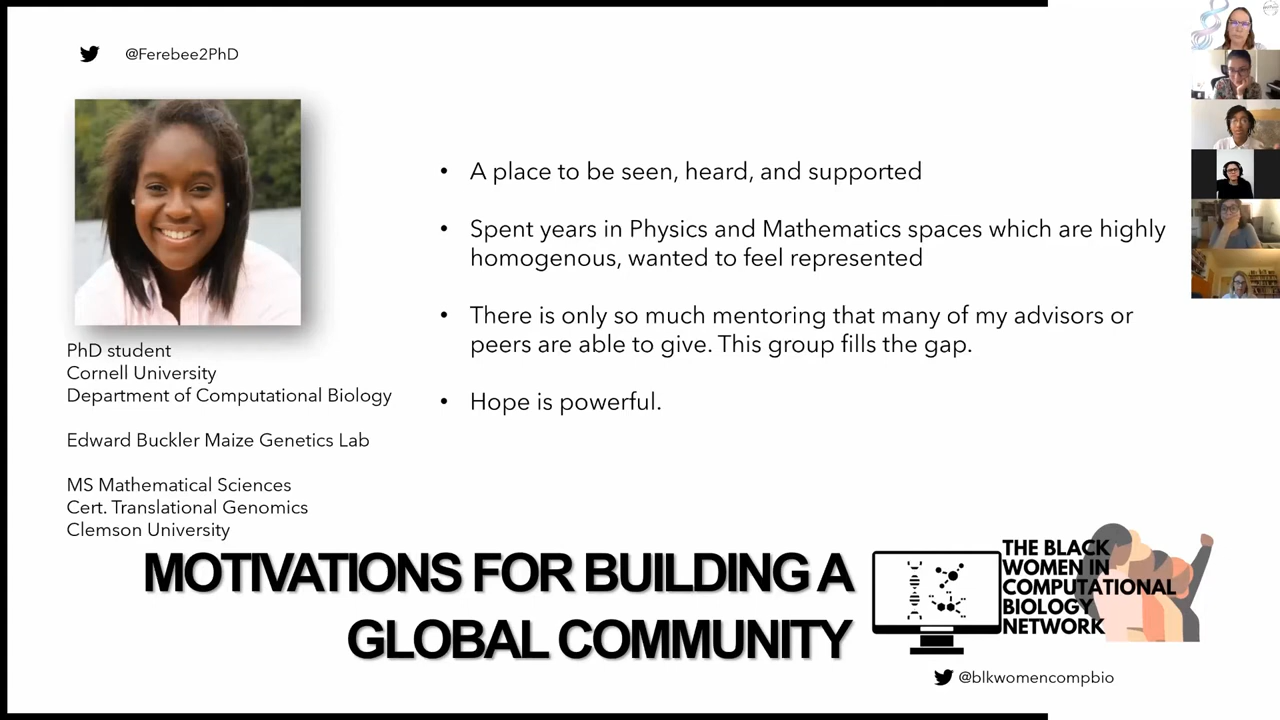 @Ferebee2PhD
PhD student
Cornell University
Department of Computational Biology
Edward Buckler Maize Genetics Lab
MS Mathematical Sciences
Cert. Translational Genomics
Clemson University
• A place to be seen, heard, and supported
• Spent years in Physics and Mathematics spaces which are highly
homogenous, wanted to feel represented
• There is only so much mentoring that many of my advisors or
peers are able to give. This group fills the gap.
• Hope is powerful.
MOTIVATIONS FOR BUILDING A
GLOBAL COMMUNITY
THE BLACK
WOMEN IN
COMPUTATIONAL
BIOLOGY
NETWORK
@blkwomencompbio